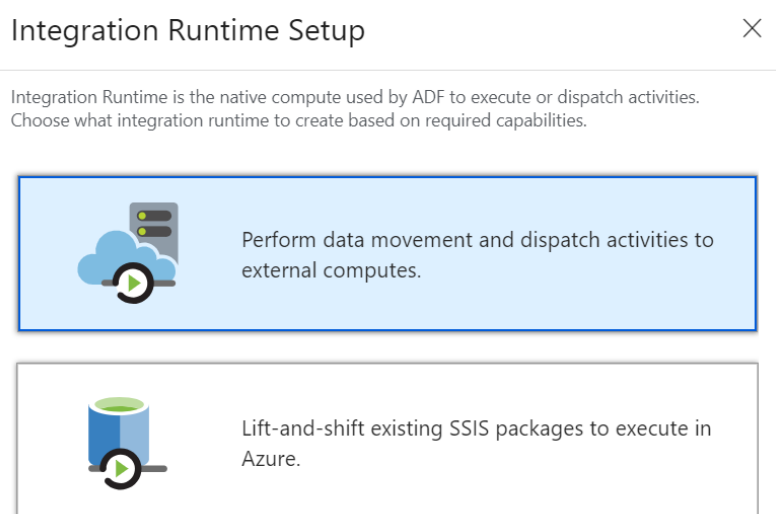 Integration Runtime Setup
Integration Runtime is the native compute used by ADF to execute or dispatch activities.
Choose what integration runtime to create based on required capabilities.
Perform data movement and dispatch activities to
external computes.
Lift-and-shift existing SSIS packages to execute in
Azure.